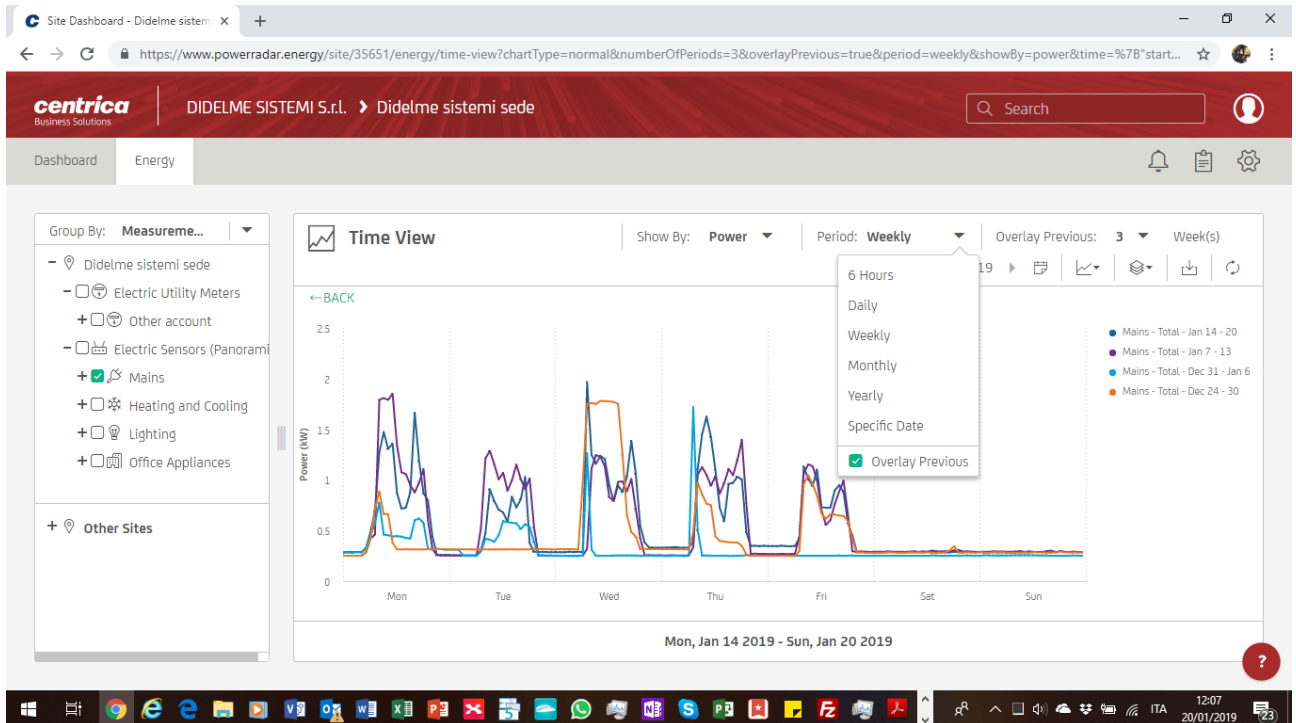 Site Dashboard - Didelme sistem
https://www.powerradar.energy/site/35651/energy/time-view?chartType=normal&numberOfPeriods=3&overlayPrevious=true&period=weekly&showBy=power&time=%7B"start...
centrica
Business Solutions
DIDELME SISTEMI S.r.l. > Didelme sistemi sede
Search
Dashboard Energy
Group By: Measureme...
Didelme sistemi sede
Electric Utility Meters
Other account
Electric Sensors (Panorami
Mains
Heating and Cooling
Lighting
Office Appliances
Other Sites
Time View
Show By: Power
Period: Weekly
Overlay Previous: 3 Week(s)
19
6 Hours
Daily
Weekly
Monthly
Yearly
Specific Date
Overlay Previous
←BACK
Power (kW)
2.5
2
1.5
1
0.5
0
Mon Tue Wed Thu Fri Sat Sun
Mains - Total - Jan 14 - 20
Mains - Total - Jan 7 - 13
Mains - Total - Dec 31 - Jan 6
Mains - Total - Dec 24 - 30
Mon, Jan 14 2019 - Sun, Jan 20 2019
?
ITA
12:07
20/01/2019
23